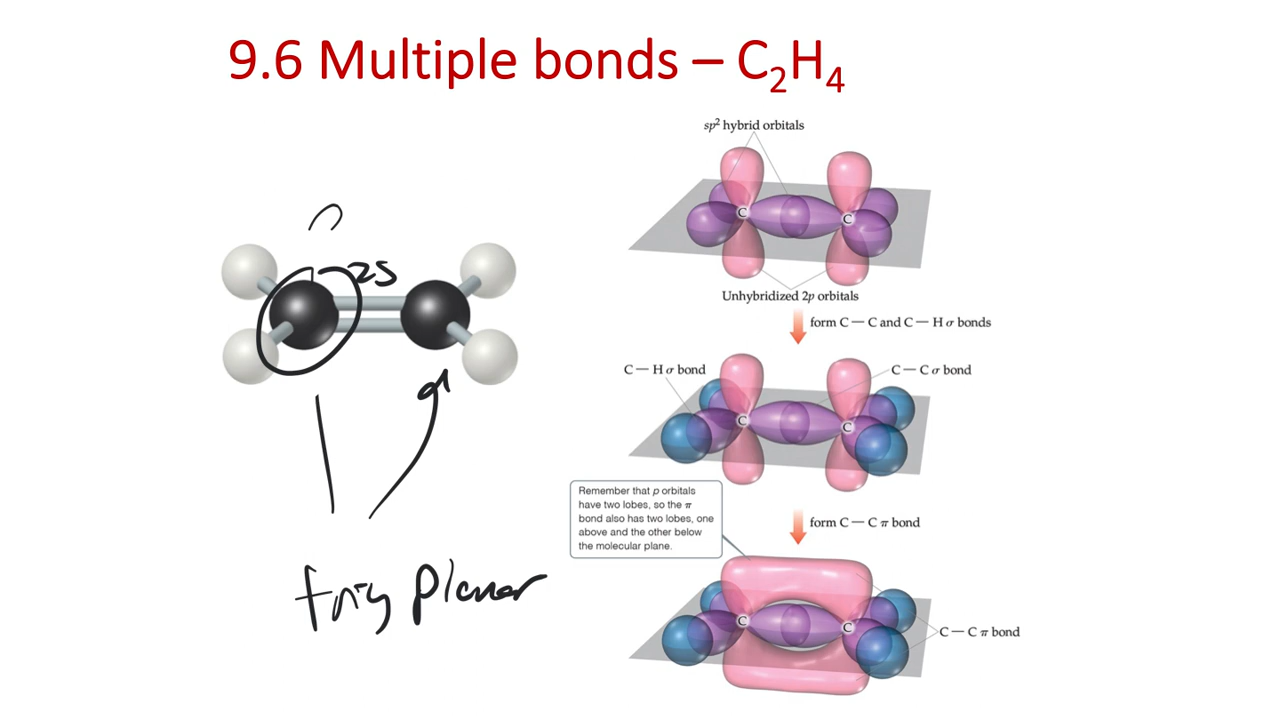 9.6 Multiple bonds – C₂H₄
sp² hybrid orbitals
C
C
Unhybridized 2p orbitals
form C — C and C — H σ bonds
C — H σ bond
C — C σ bond
C
C
Remember that p orbitals
have two lobes, so the π
bond also has two lobes, one
above and the other below
the molecular plane.
form C — C π bond
C
C
C — C π bond
2s
planar